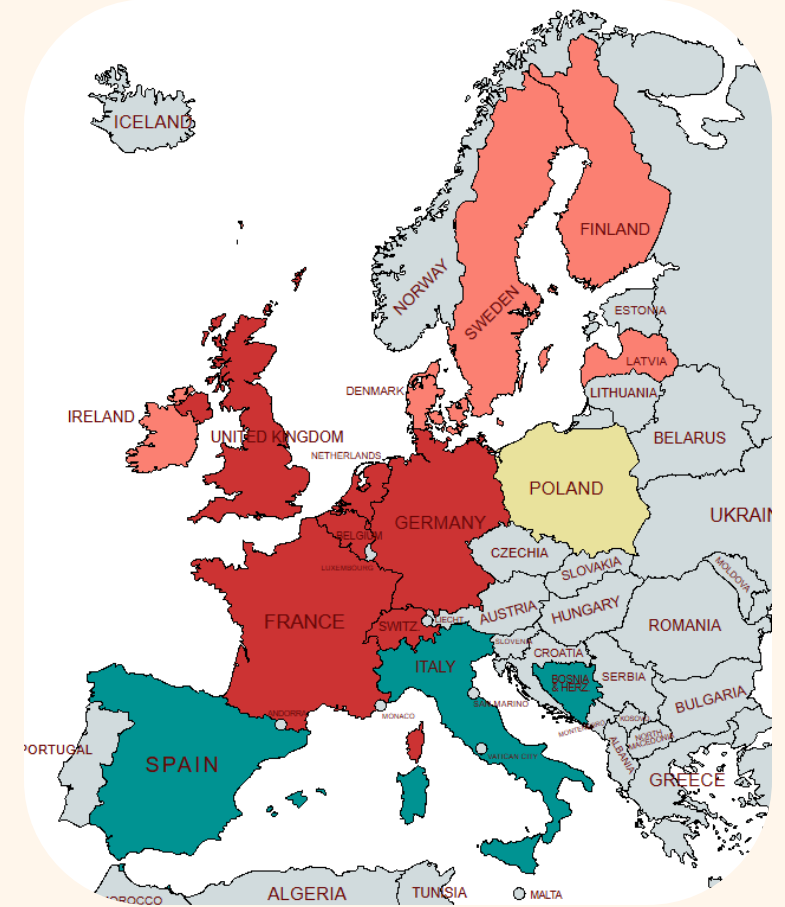 ICELAND
FINLAND
NORWAY
SWEDEN
ESTONIA
LATVIA
DENMARK
LITHUANIA
IRELAND
UNITED KINGDOM
BELARUS
NETHERLANDS
POLAND
GERMANY
UKRAIN
BELGIUM
CZECHIA
LUXEMBOURG
SLOVAKIA
MOLDOVA
FRANCE
SWITZ.
LIECHT.
AUSTRIA
HUNGARY
ROMANIA
SLOVENIA
CROATIA
ITALY
BOSNIA
& HERZ.
SERBIA
SAN MARINO
BULGARIA
ANDORRA
MONACO
MONTENEGRO
KOSOVO
NORTH
MACEDONIA
ALBANIA
PORTUGAL
SPAIN
VATICAN CITY
GREECE
OROCCO
ALGERIA
TUNISIA
MALTA